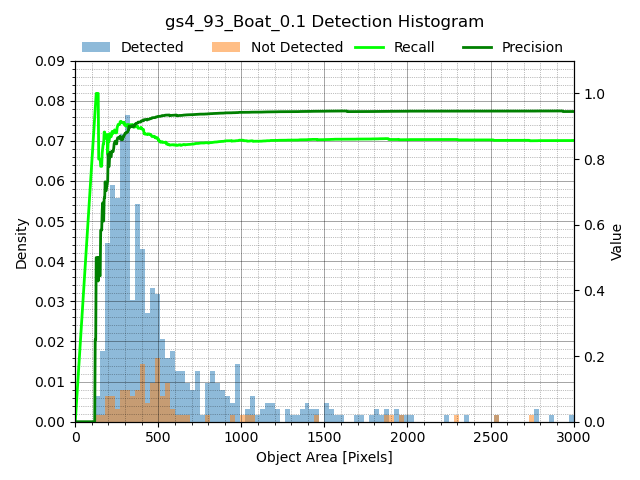 gs4_93_Boat_0.1 Detection Histogram
Detected Not Detected Recall Precision
0.09
0.08
0.07
0.06
0.05
0.04
0.03
0.02
0.01
0.00
Density
1.0
0.8
0.6
0.4
0.2
0.0
Value
0 500 1000 1500 2000 2500 3000
Object Area [Pixels]